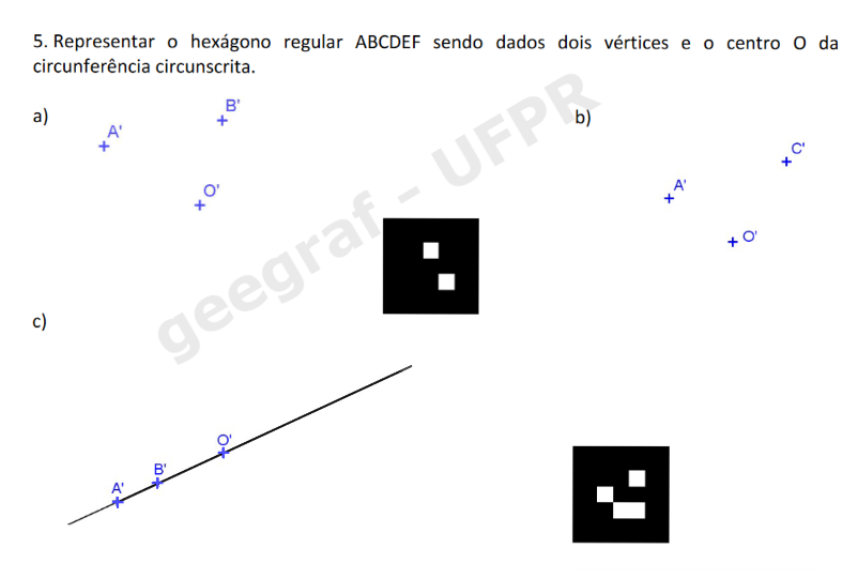 5. Representar o hexágono regular ABCDEF sendo dados dois vértices e o centro O da
circunferência circunscrita.
a)
A'
B'
O'
b)
A'
C'
O'
c)
A'
B'
O'
geegraf - UFPR